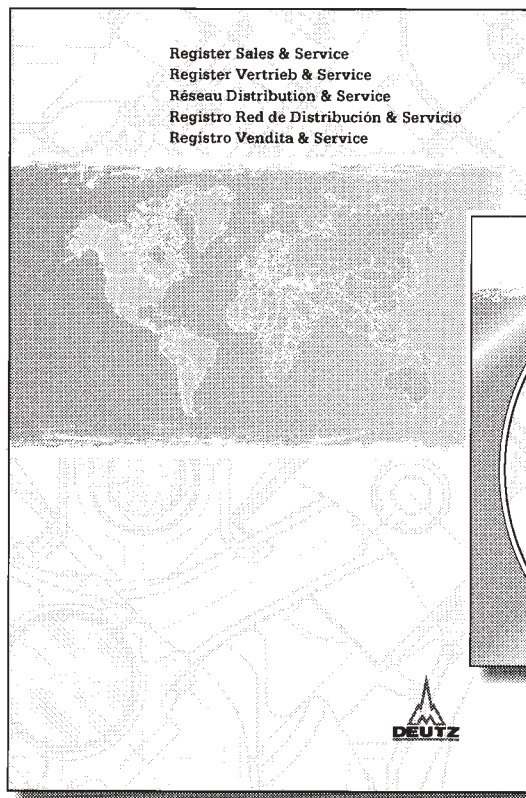 Register Sales & Service
Register Vertrieb & Service
Réseau Distribution & Service
Registro Red de Distribución & Servicio
Registro Vendita & Service
DEUTZ